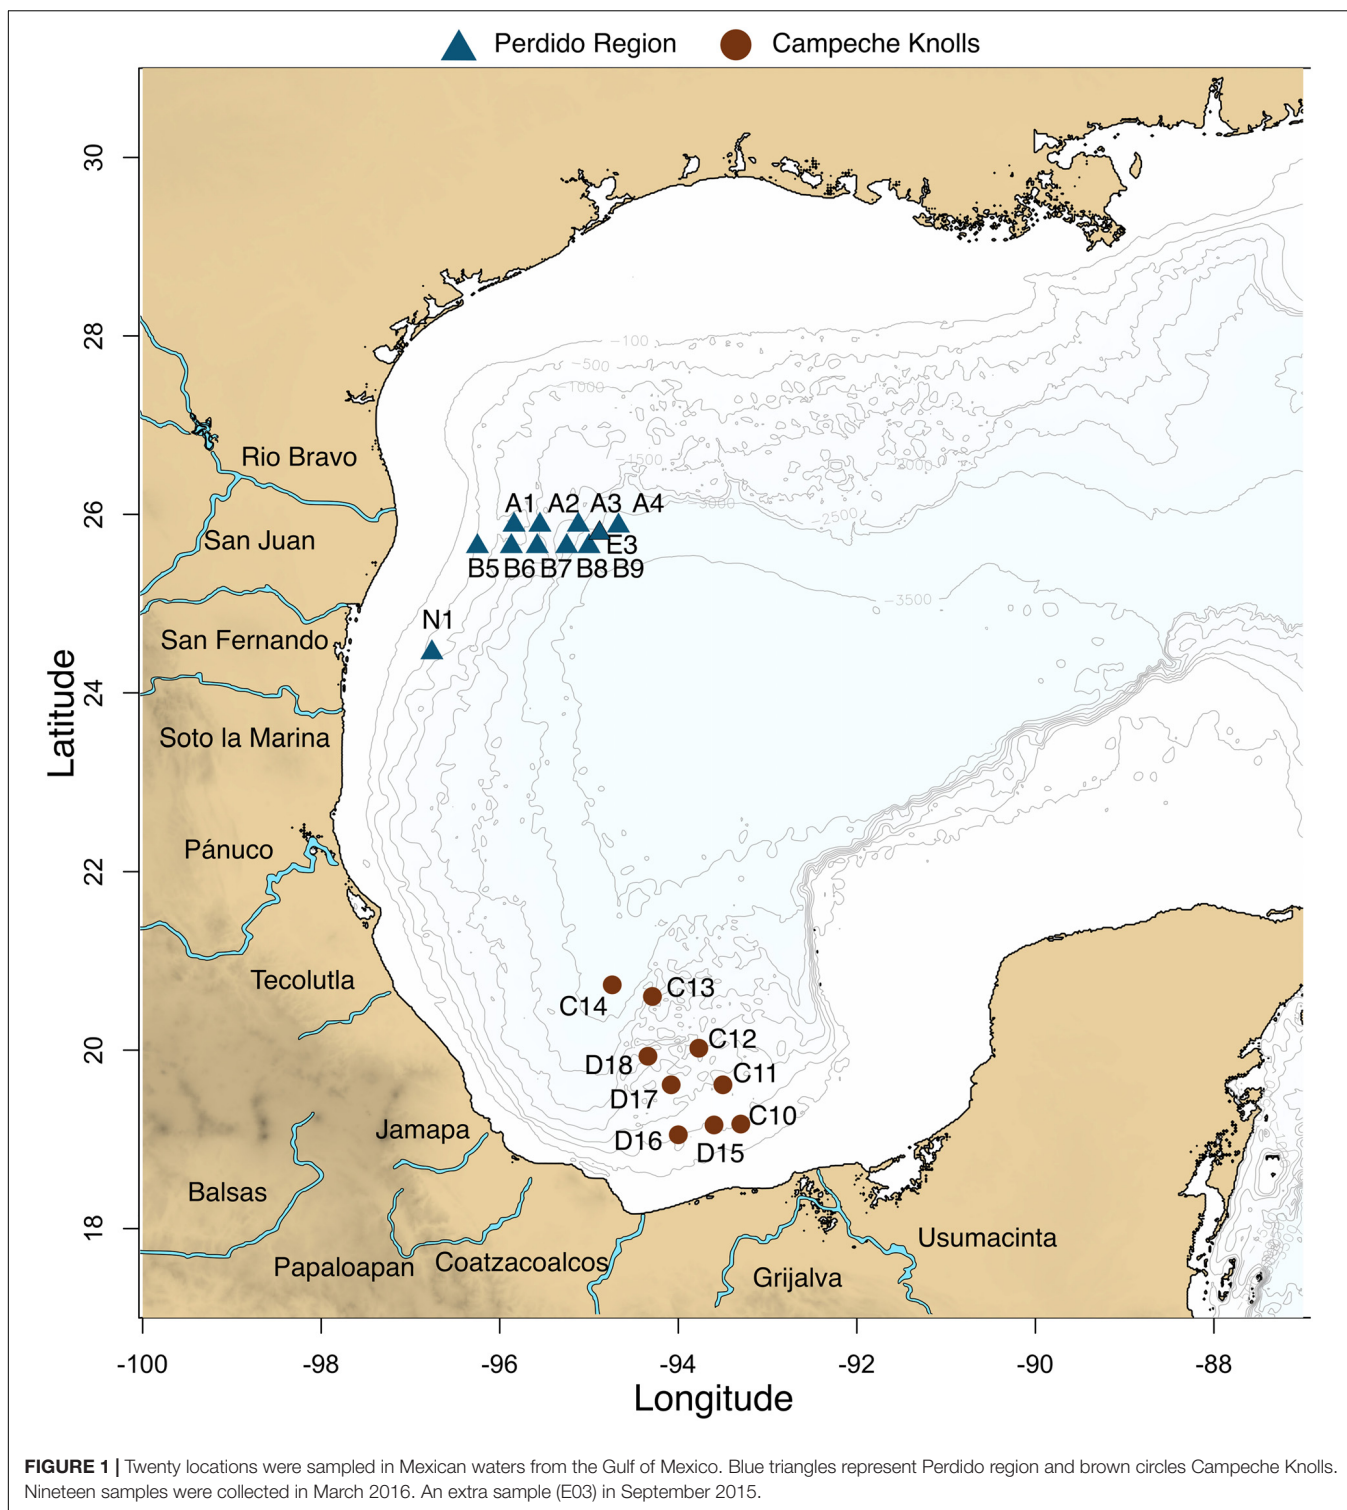 Perdido Region Campeche Knolls
30
28
26
24
22
20
18
Latitude
-100
-500
-1000
-1500
-2000
-3000
-2500
-3500
Rio Bravo
San Juan
San Fernando
Soto la Marina
Pánuco
Tecolutla
Jamapa
Balsas
Papaloapan
Coatzacoalcos
Grijalva
Usumacinta
A1 A2 A3 A4
E3
B5 B6 B7 B8 B9
N1
C14 C13
C12
D18
C11
D17
C10
D16 D15
-100 -98 -96 -94 -92 -90 -88
Longitude
FIGURE 1 | Twenty locations were sampled in Mexican waters from the Gulf of Mexico. Blue triangles represent Perdido region and brown circles Campeche Knolls.
Nineteen samples were collected in March 2016. An extra sample (E03) in September 2015.